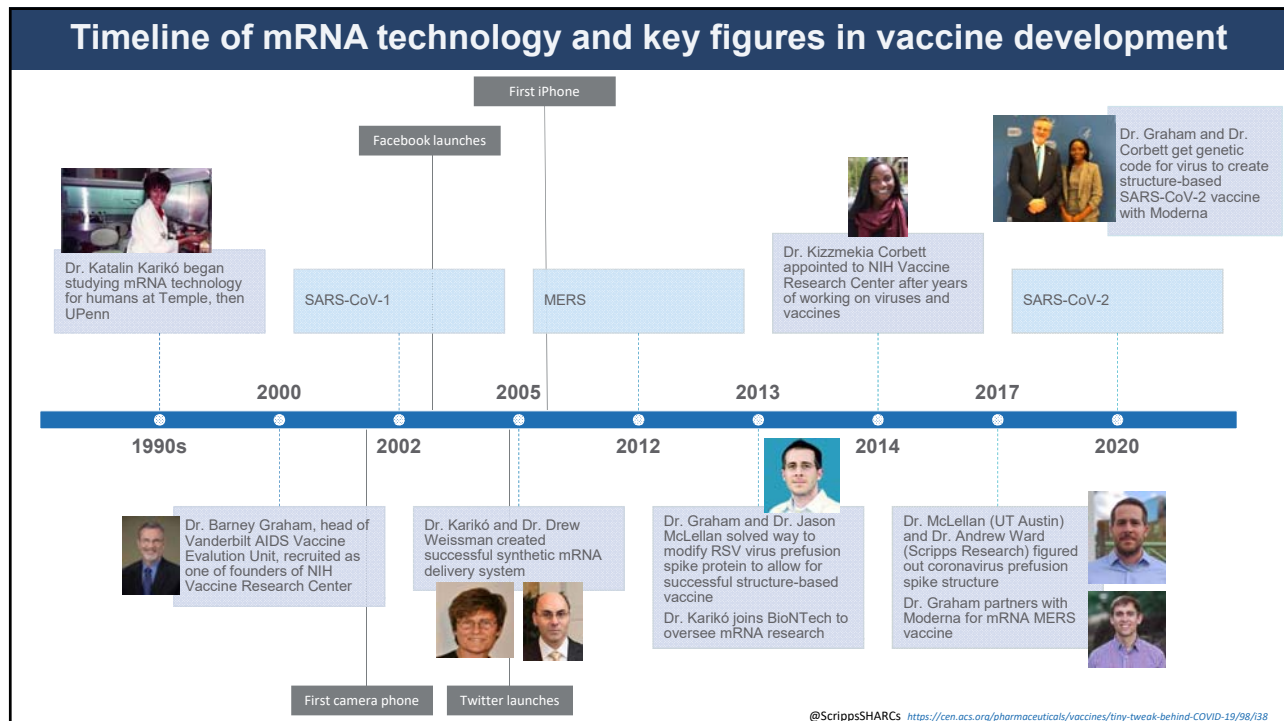 Timeline of mRNA technology and key figures in vaccine development
First iPhone
Facebook launches
Dr. Graham and Dr.
Corbett get genetic
code for virus to create
structure-based
SARS-CoV-2 vaccine
with Moderna
Dr. Katalin Karikó began
studying mRNA technology
for humans at Temple, then
UPenn
SARS-CoV-1
MERS
Dr. Kizzmekia Corbett
appointed to NIH Vaccine
Research Center after years
of working on viruses and
vaccines
SARS-CoV-2
2000
2005
2013
2017
1990s
2002
2012
2014
2020
Dr. Barney Graham, head of
Vanderbilt AIDS Vaccine
Evalution Unit, recruited as
one of founders of NIH
Vaccine Research Center
Dr. Karikó and Dr. Drew
Weissman created
successful synthetic mRNA
delivery system
Dr. Graham and Dr. Jason
McLellan solved way to
modify RSV virus prefusion
spike protein to allow for
successful structure-based
vaccine
Dr. Karikó joins BioNTech to
oversee mRNA research
Dr. McLellan (UT Austin)
and Dr. Andrew Ward
(Scripps Research) figured
out coronavirus prefusion
spike structure
Dr. Graham partners with
Moderna for mRNA MERS
vaccine
First camera phone
Twitter launches
@ScrippsSHARCs https://cen.acs.org/pharmaceuticals/vaccines/tiny-tweak-behind-COVID-19/98/i38